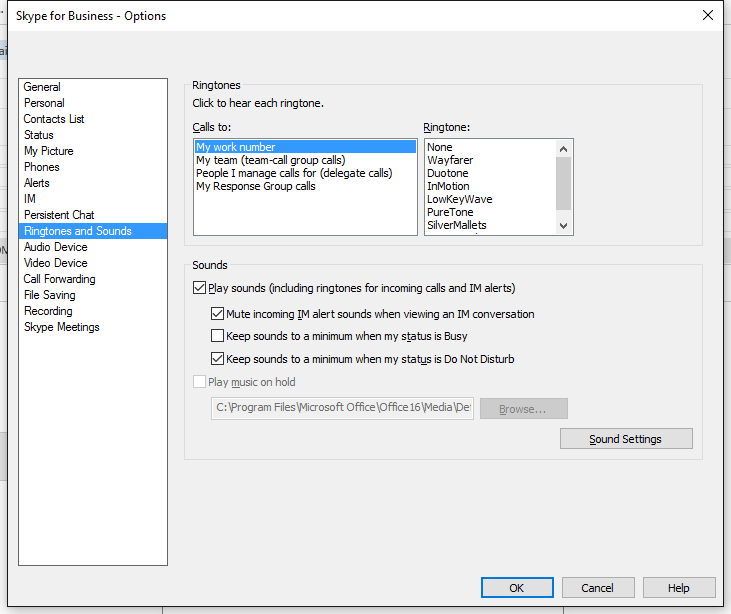 Skype for Business - Options
General
Personal
Contacts List
Status
My Picture
Phones
Alerts
IM
Persistent Chat
Ringtones and Sounds
Audio Device
Video Device
Call Forwarding
File Saving
Recording
Skype Meetings
Ringtones
Click to hear each ringtone.
Calls to:
My work number
My team (team-call group calls)
People I manage calls for (delegate calls)
My Response Group calls
Ringtone:
None
Wayfarer
Duotone
InMotion
LowKeyWave
PureTone
SilverMallets
Sounds
Play sounds (including ringtones for incoming calls and IM alerts)
Mute incoming IM alert sounds when viewing an IM conversation
Keep sounds to a minimum when my status is Busy
Keep sounds to a minimum when my status is Do Not Disturb
Play music on hold
C:\Program Files\Microsoft Office\Office16\Media\De
Browse...
Sound Settings
OK
Cancel
Help